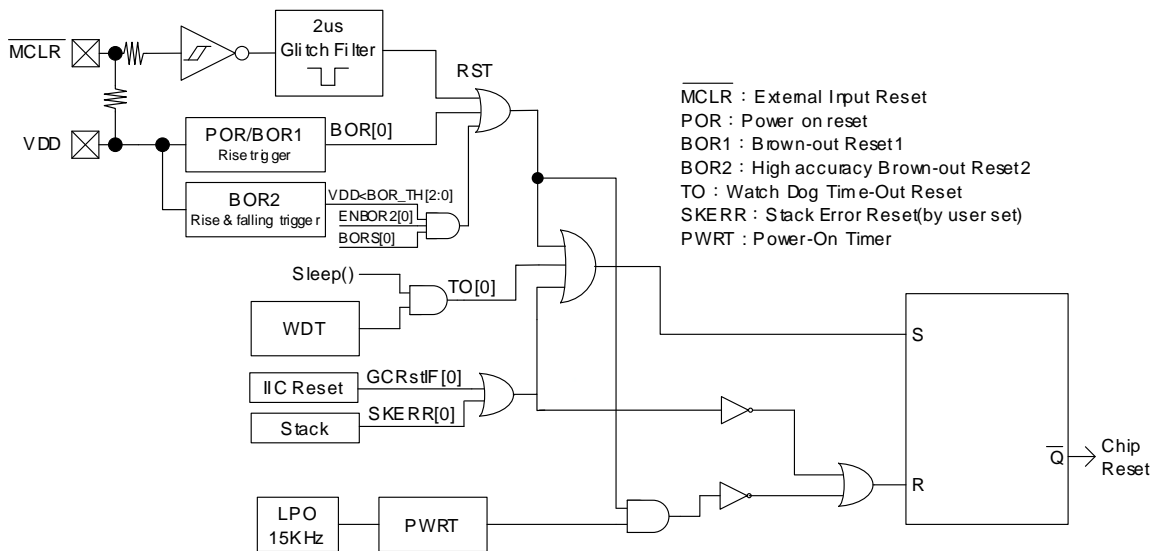 MCLR
2us
Glitch Filter
RST
VDD
POR/BOR1
Rise trigger
BOR[0]
BOR2
Rise & falling trigger
VDD<BOR_TH[2:0]
ENBOR2[0]
BORS[0]
MCLR : External Input Reset
POR : Power on reset
BOR1 : Brown-out Reset1
BOR2 : High accuracy Brown-out Reset2
TO : Watch Dog Time-Out Reset
SKERR : Stack Error Reset(by user set)
PWRT : Power-On Timer
Sleep()
TO[0]
WDT
IIC Reset
GCRstIF[0]
Stack
SKERR[0]
LPO
15KHz
PWRT
S
R
Q
Chip
Reset